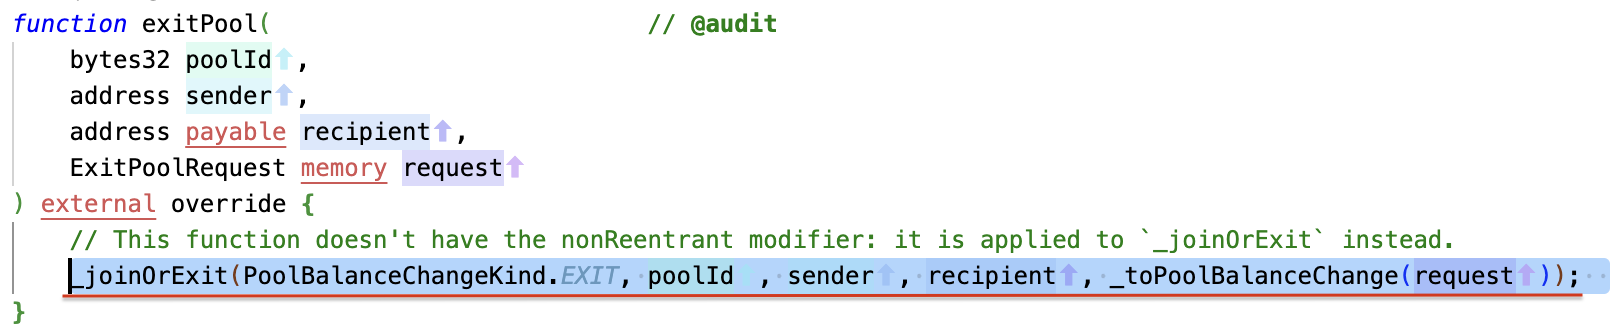 function exitPool( // @audit
bytes32 poolId⬆,
address sender⬆,
address payable recipient⬆,
ExitPoolRequest memory request⬆
) external override {
// This function doesn't have the nonReentrant modifier: it is applied to `_joinOrExit` instead.
_joinOrExit(PoolBalanceChangeKind.EXIT, poolId⬆, sender⬆, recipient⬆, _toPoolBalanceChange(request⬆));
}